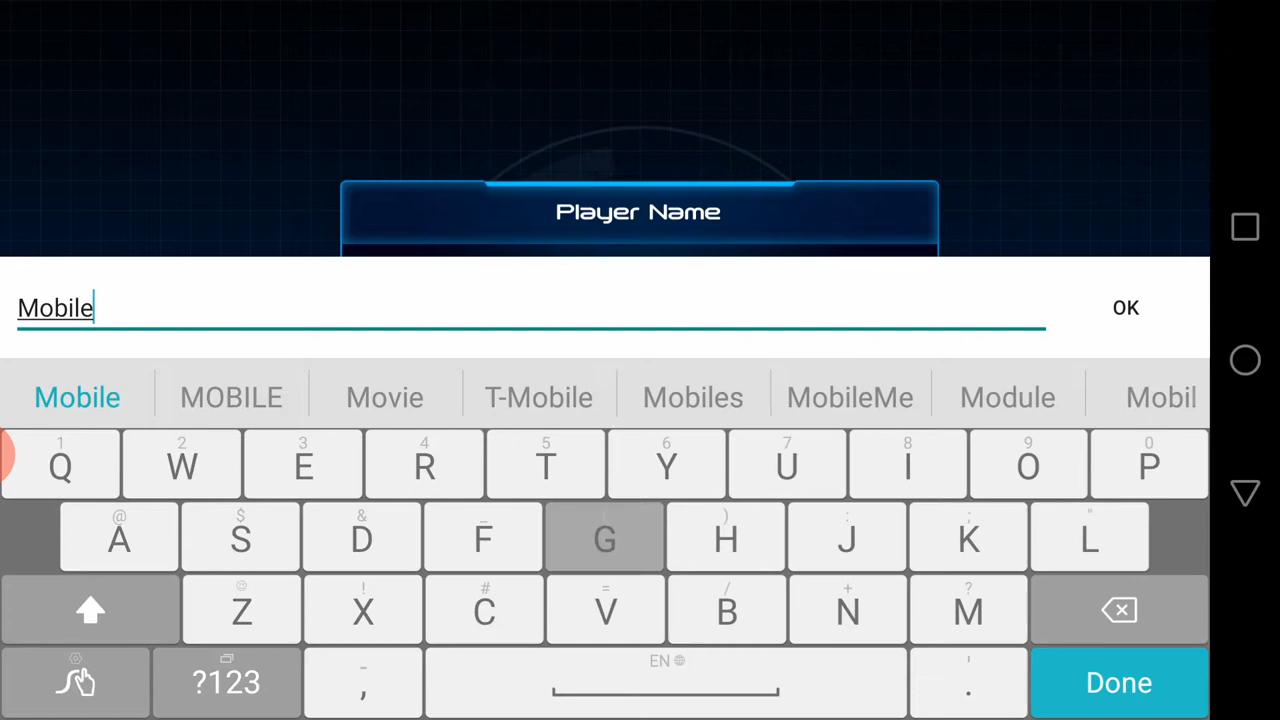 Player Name
Mobile
OK
Mobile MOBILE Movie T-Mobile Mobiles MobileMe Module Mobil
1 2 3 4 5 6 7 8 9 0
Q W E R T Y U I O P
@ $ & _ ) : ; "
A S D F G H J K L
! # = / + ?
Z X C V B N M
EN
?123 , . Done